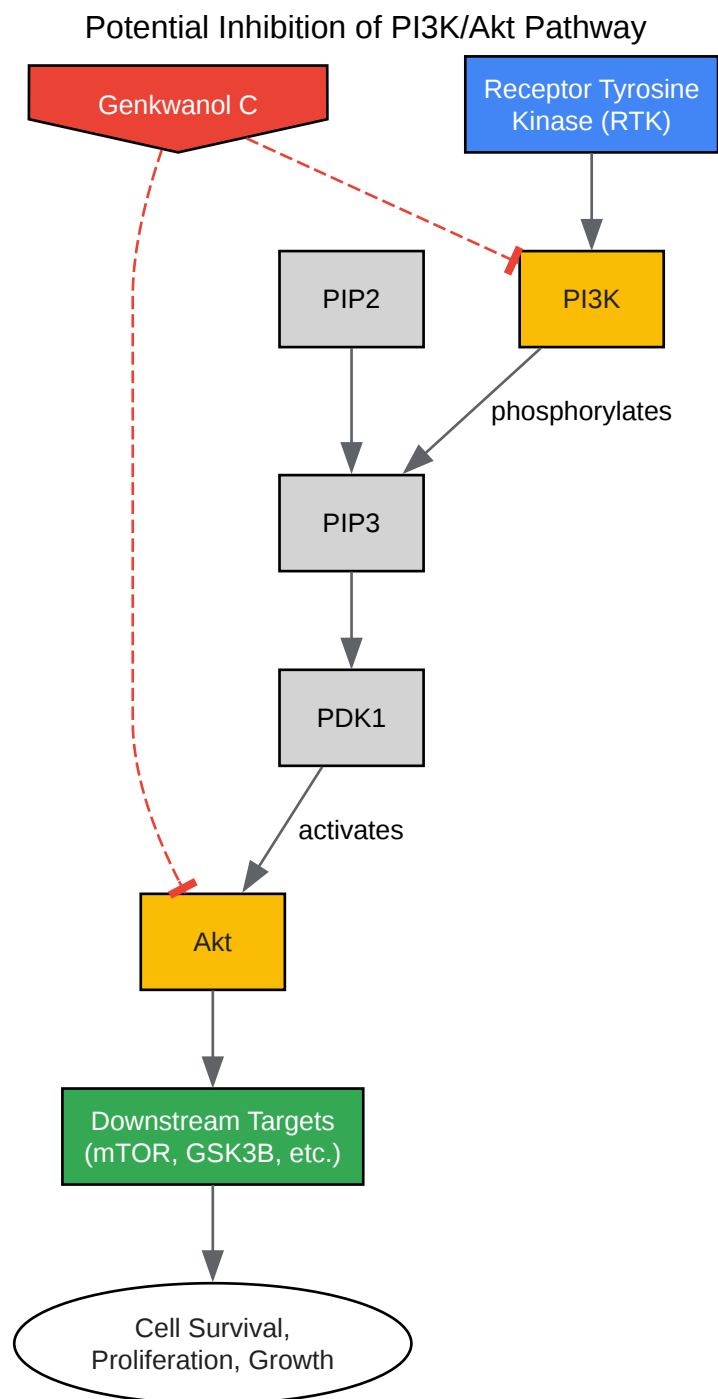 Potential Inhibition of PI3K/Akt Pathway
Genkwanol C
Receptor Tyrosine
Kinase (RTK)
PIP2
PI3K
phosphorylates
PIP3
PDK1
activates
Akt
Downstream Targets
(mTOR, GSK3B, etc.)
Cell Survival,
Proliferation, Growth